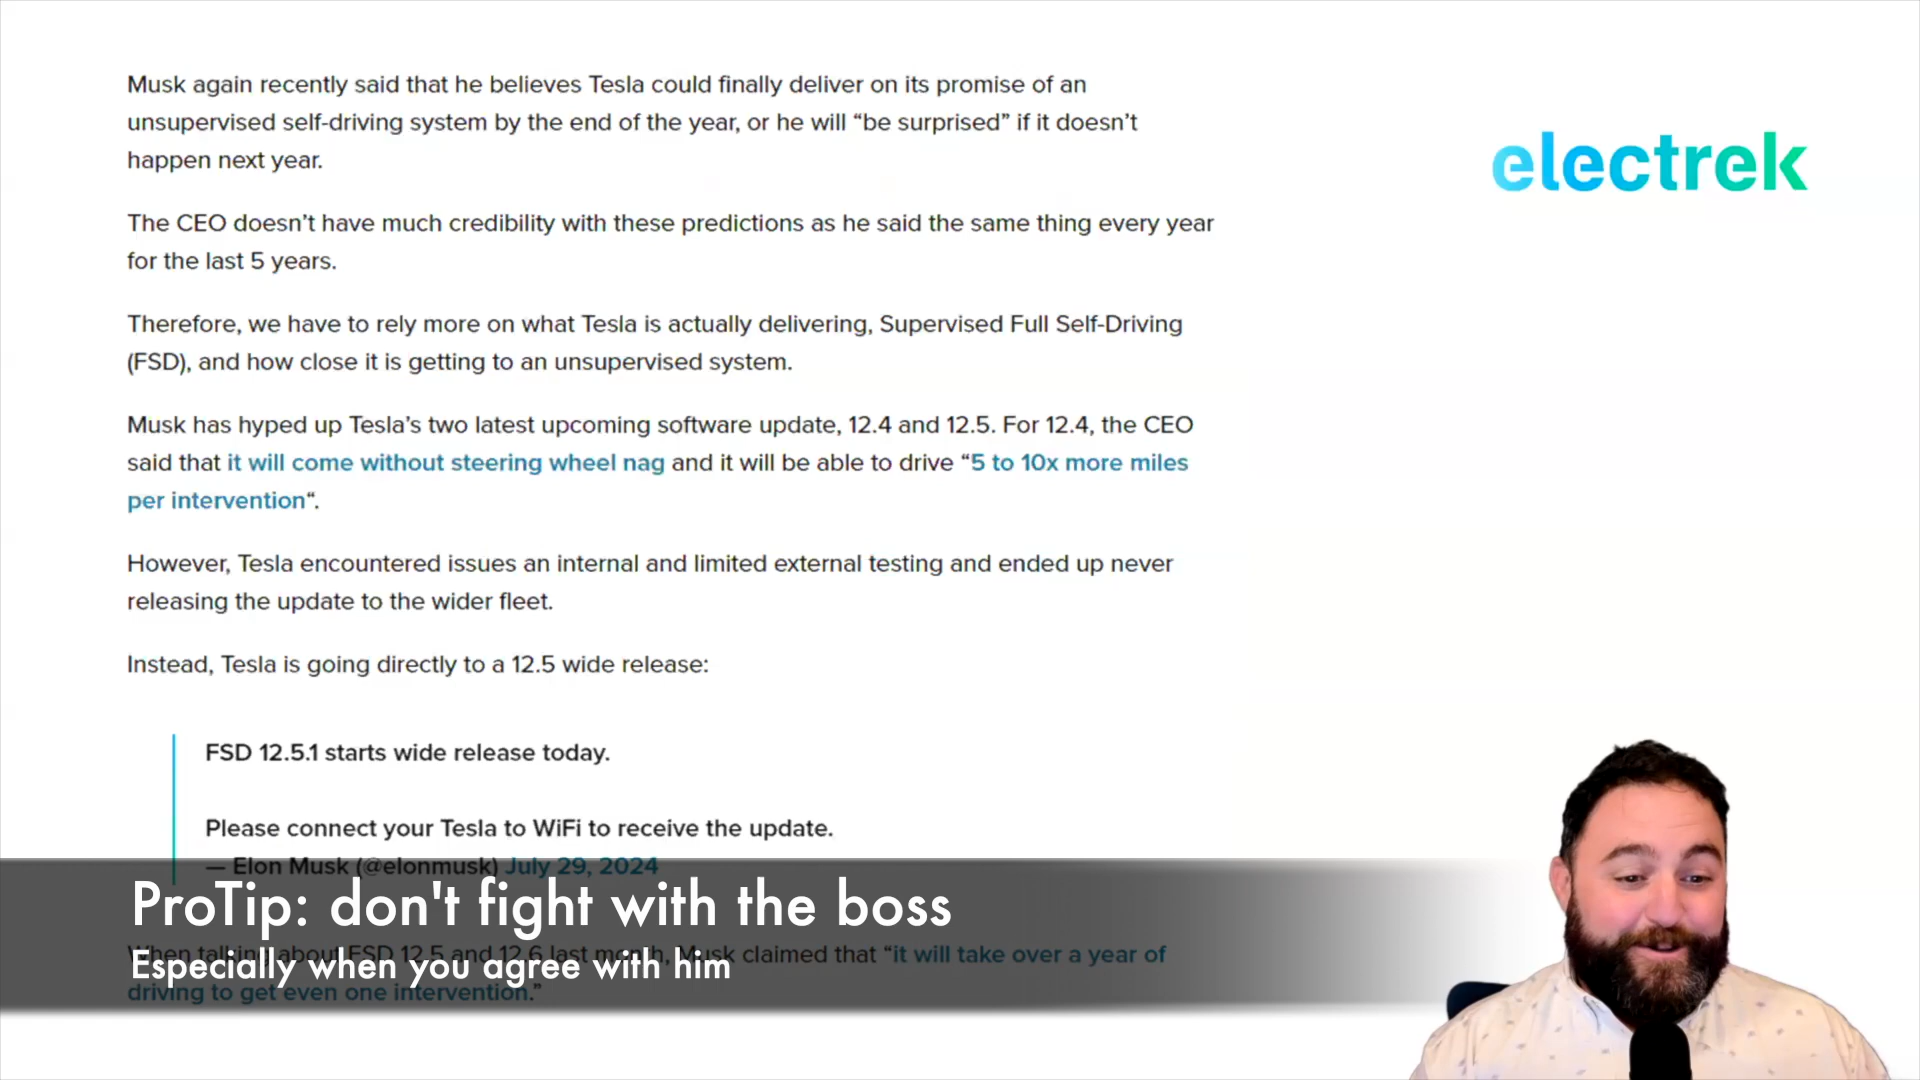 Musk again recently said that he believes Tesla could finally deliver on its promise of an
unsupervised self-driving system by the end of the year, or he will “be surprised” if it doesn’t
happen next year.
electrek
The CEO doesn’t have much credibility with these predictions as he said the same thing every year
for the last 5 years.
Therefore, we have to rely more on what Tesla is actually delivering, Supervised Full Self-Driving
(FSD), and how close it is getting to an unsupervised system.
Musk has hyped up Tesla’s two latest upcoming software update, 12.4 and 12.5. For 12.4, the CEO
said that it will come without steering wheel nag and it will be able to drive “5 to 10x more miles
per intervention“.
However, Tesla encountered issues an internal and limited external testing and ended up never
releasing the update to the wider fleet.
Instead, Tesla is going directly to a 12.5 wide release:
FSD 12.5.1 starts wide release today.
Please connect your Tesla to WiFi to receive the update.
— Elon Musk (@elonmusk) July 29, 2024
ProTip: don't fight with the boss
When talking about FSD 12.5 and 12.6 last month, Musk claimed that “it will take over a year of
Especially when you agree with him
driving to get even one intervention.”